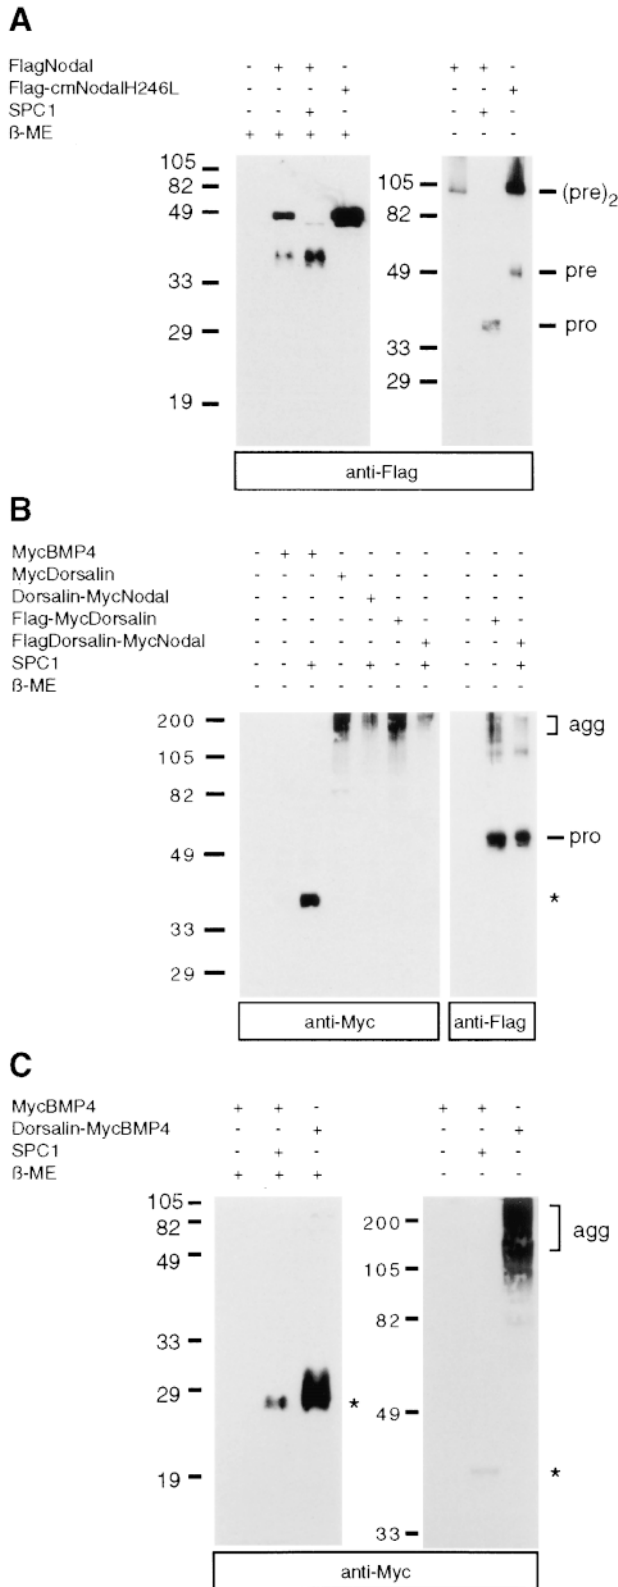 A
FlagNodal - + + - + + -
Flag-cmNodalH246L - - - + - - +
SPC1 - - + - - + -
ß-ME + + + + - - -
105
82
49
33
29
19
105
82
49
33
29
(pre)2
pre
pro
anti-Flag
B
MycBMP4 - + + - - - - - - -
MycDorsalin - - - + - - - - - -
Dorsalin-MycNodal - - - - + - - - - -
Flag-MycDorsalin - - - - - + - - + -
FlagDorsalin-MycNodal - - - - - - + - - +
SPC1 - - + - + - + - - +
ß-ME - - - - - - - - - -
200
105
82
49
33
29
agg
pro
*
anti-Myc
anti-Flag
C
MycBMP4 + + - + + -
Dorsalin-MycBMP4 - - + - - +
SPC1 - + - - + -
ß-ME + + + - - -
105
82
49
33
29
19
*
200
105
82
49
33
agg
*
anti-Myc